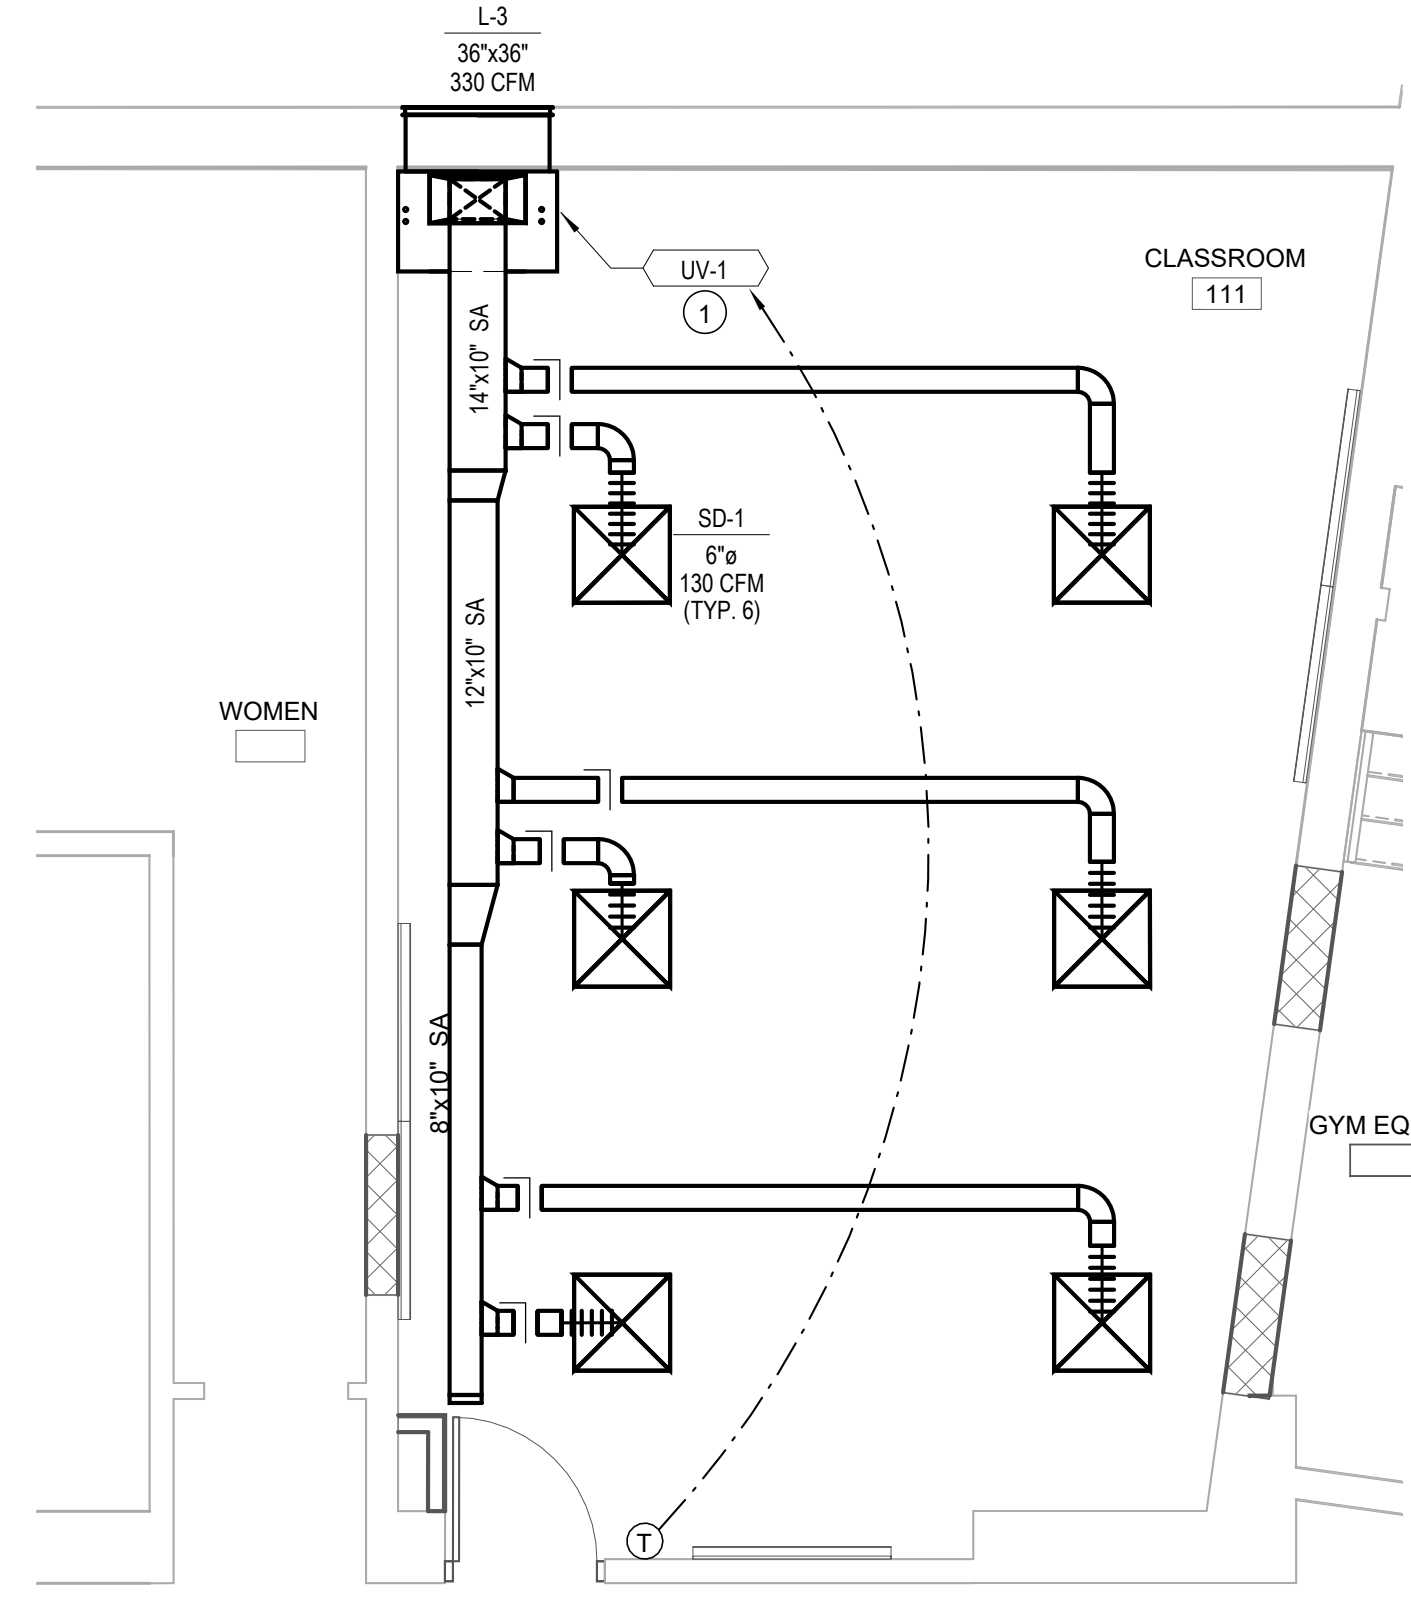 L-3
36"x36"
330 CFM
UV-1
1
CLASSROOM
111
14"x10" SA
SD-1
6"ø
130 CFM
(TYP. 6)
12"x10" SA
WOMEN
8"x10" SA
GYM EQ
T